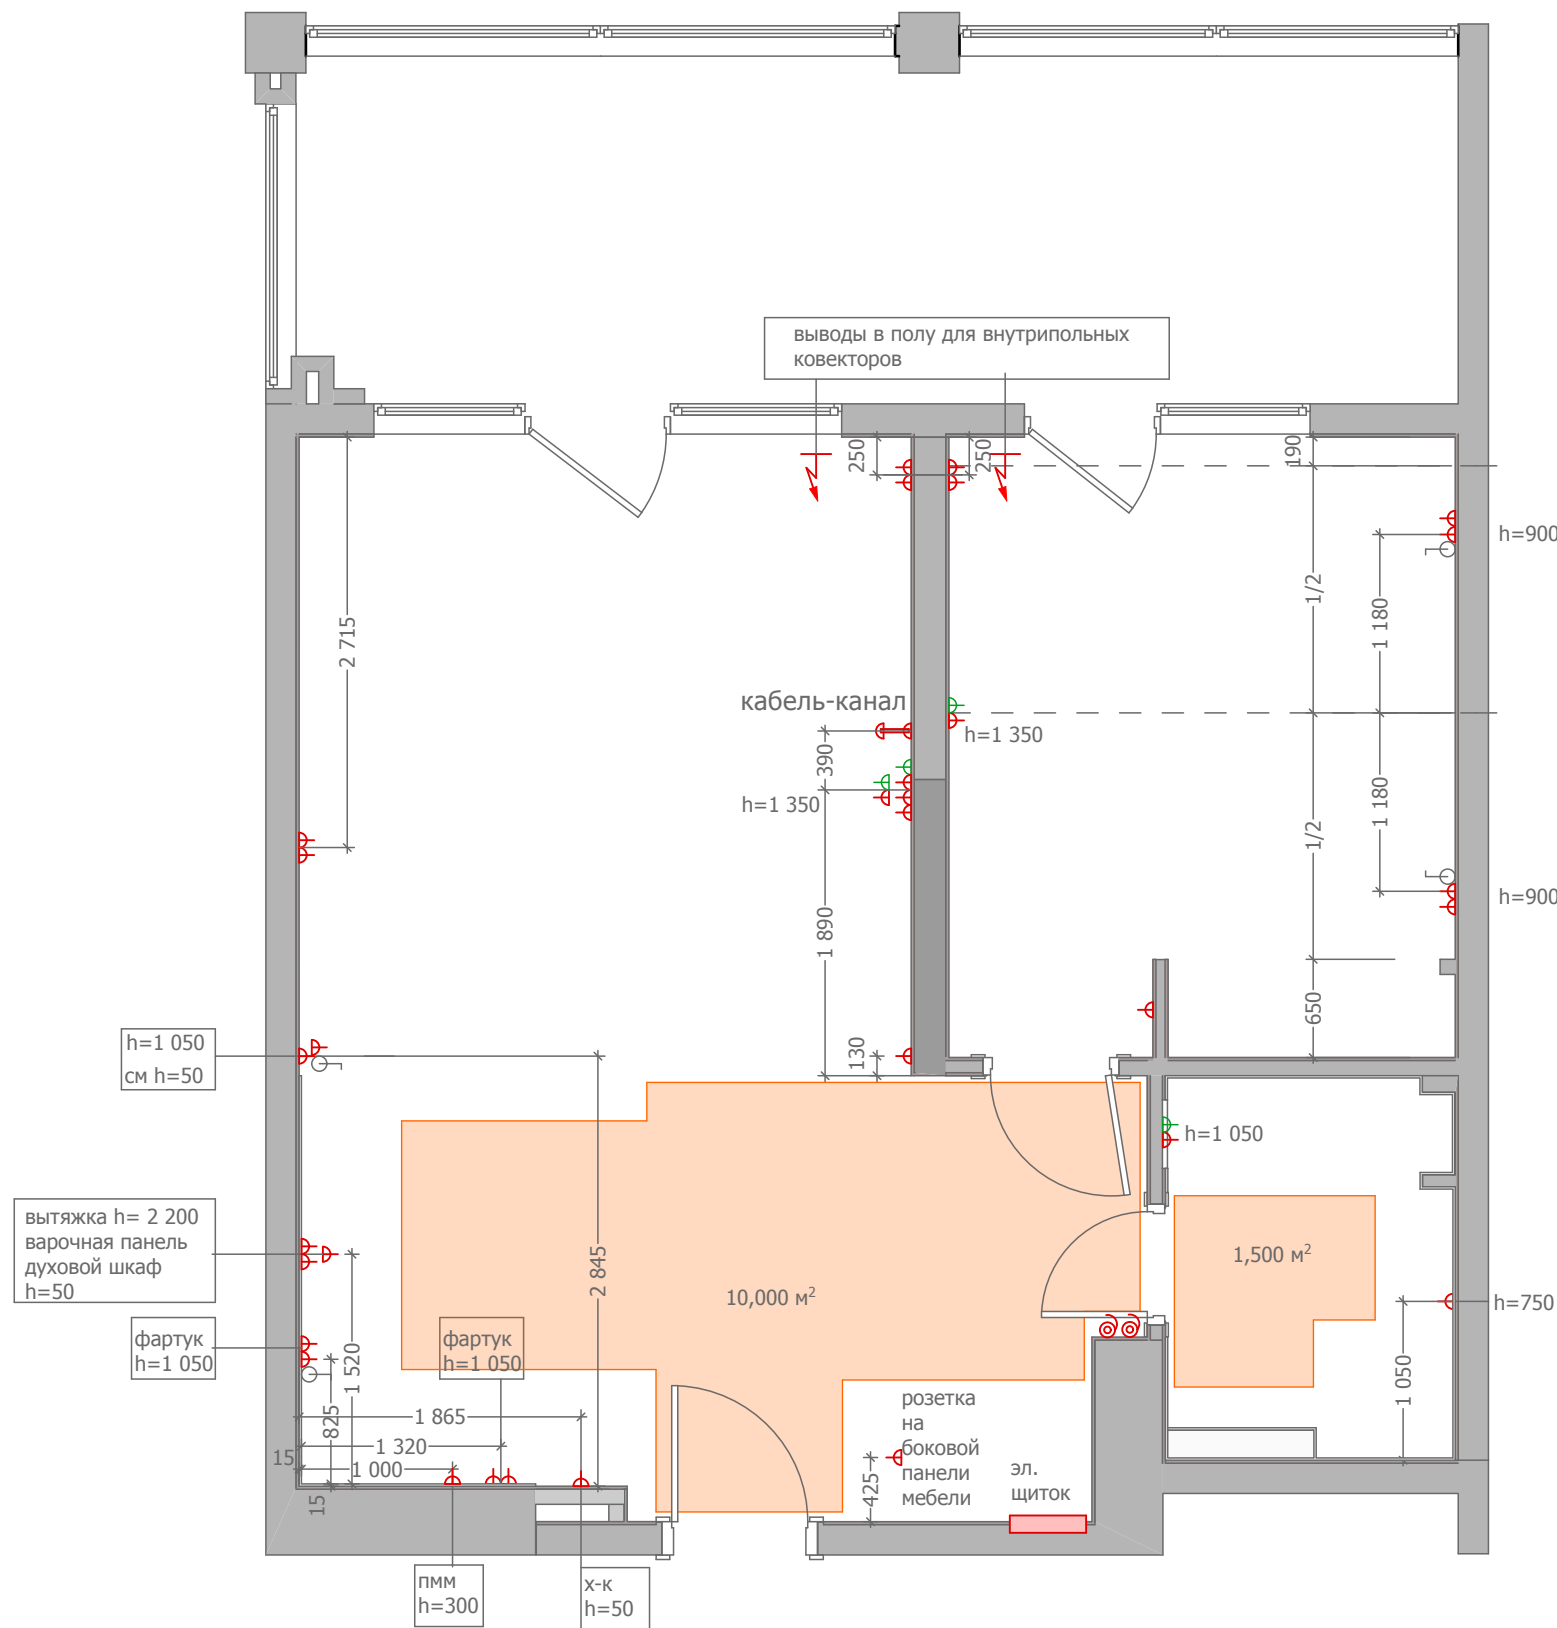 выводы в полу для внутрипольных
ковекторов
250
250
190
h=900
1/2
1 180
2 715
кабель-канал
h=1 350
390
h=1 350
1 180
1/2
h=900
1 890
650
h=1 050
см h=50
130
h=1 050
вытяжка h= 2 200
варочная панель
духовой шкаф
h=50
2 845
10,000 м²
1,500 м²
h=750
фартук
h=1 050
фартук
h=1 050
1 520
825
1 865
1 320
1 000
15
15
1 050
розетка
на
боковой
панели
мебели
425
эл.
щиток
пмм
h=300
х-к
h=50